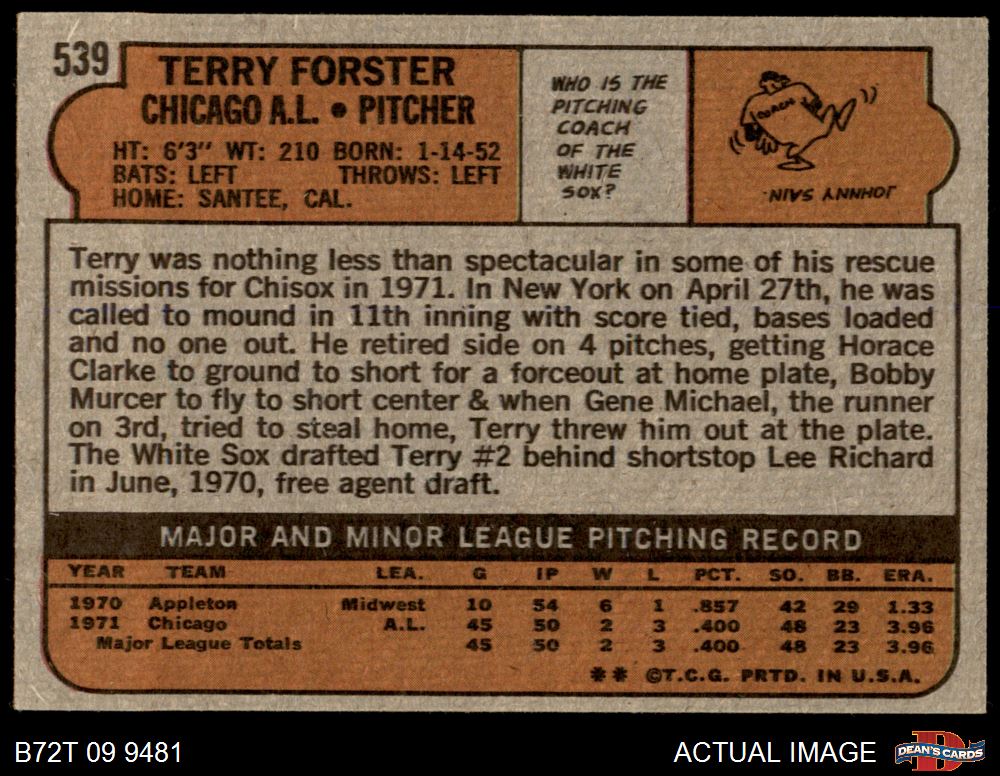 539
TERRY FORSTER
CHICAGO A.L. • PITCHER
HT: 6'3" WT: 210 BORN: 1-14-52
BATS: LEFT THROWS: LEFT
HOME: SANTEE, CAL.
WHO IS THE
PITCHING
COACH
OF THE
WHITE
SOX?
COACH
JOHNNY SAIN.
Terry was nothing less than spectacular in some of his rescue
missions for Chisox in 1971. In New York on April 27th, he was
called to mound in 11th inning with score tied, bases loaded
and no one out. He retired side on 4 pitches, getting Horace
Clarke to ground to short for a forceout at home plate, Bobby
Murcer to fly to short center & when Gene Michael, the runner
on 3rd, tried to steal home, Terry threw him out at the plate.
The White Sox drafted Terry #2 behind shortstop Lee Richard
in June, 1970, free agent draft.
MAJOR AND MINOR LEAGUE PITCHING RECORD
YEAR TEAM LEA. G IP W L PCT. SO. BB. ERA.
1970 Appleton Midwest 10 54 6 1 .857 42 29 1.33
1971 Chicago A.L. 45 50 2 3 .400 48 23 3.96
Major League Totals 45 50 2 3 .400 48 23 3.96
** ©T.C.G. PRTD. IN U.S.A.
B72T 09 9481 ACTUAL IMAGE DEAN'S CARDS